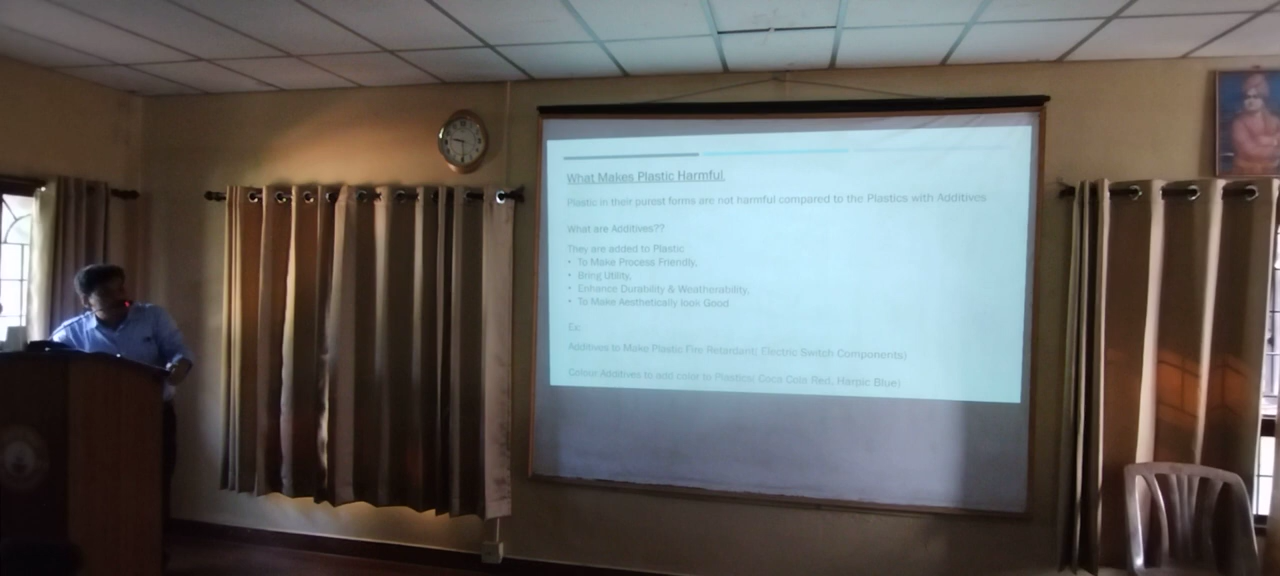 What Makes Plastic Harmful.
Plastic in their purest forms are not harmful compared to the Plastics with Additives
What are Additives??
They are added to Plastic :
• To Make Process Friendly,
• Bring Utility,
• Enhance Durability & Weatherability,
• To Make Aesthetically look Good
Ex:
Additives to Make Plastic Fire Retardant( Electric Switch Components)
Colour Additives to add color to Plastics( Coca Cola Red, Harpic Blue)